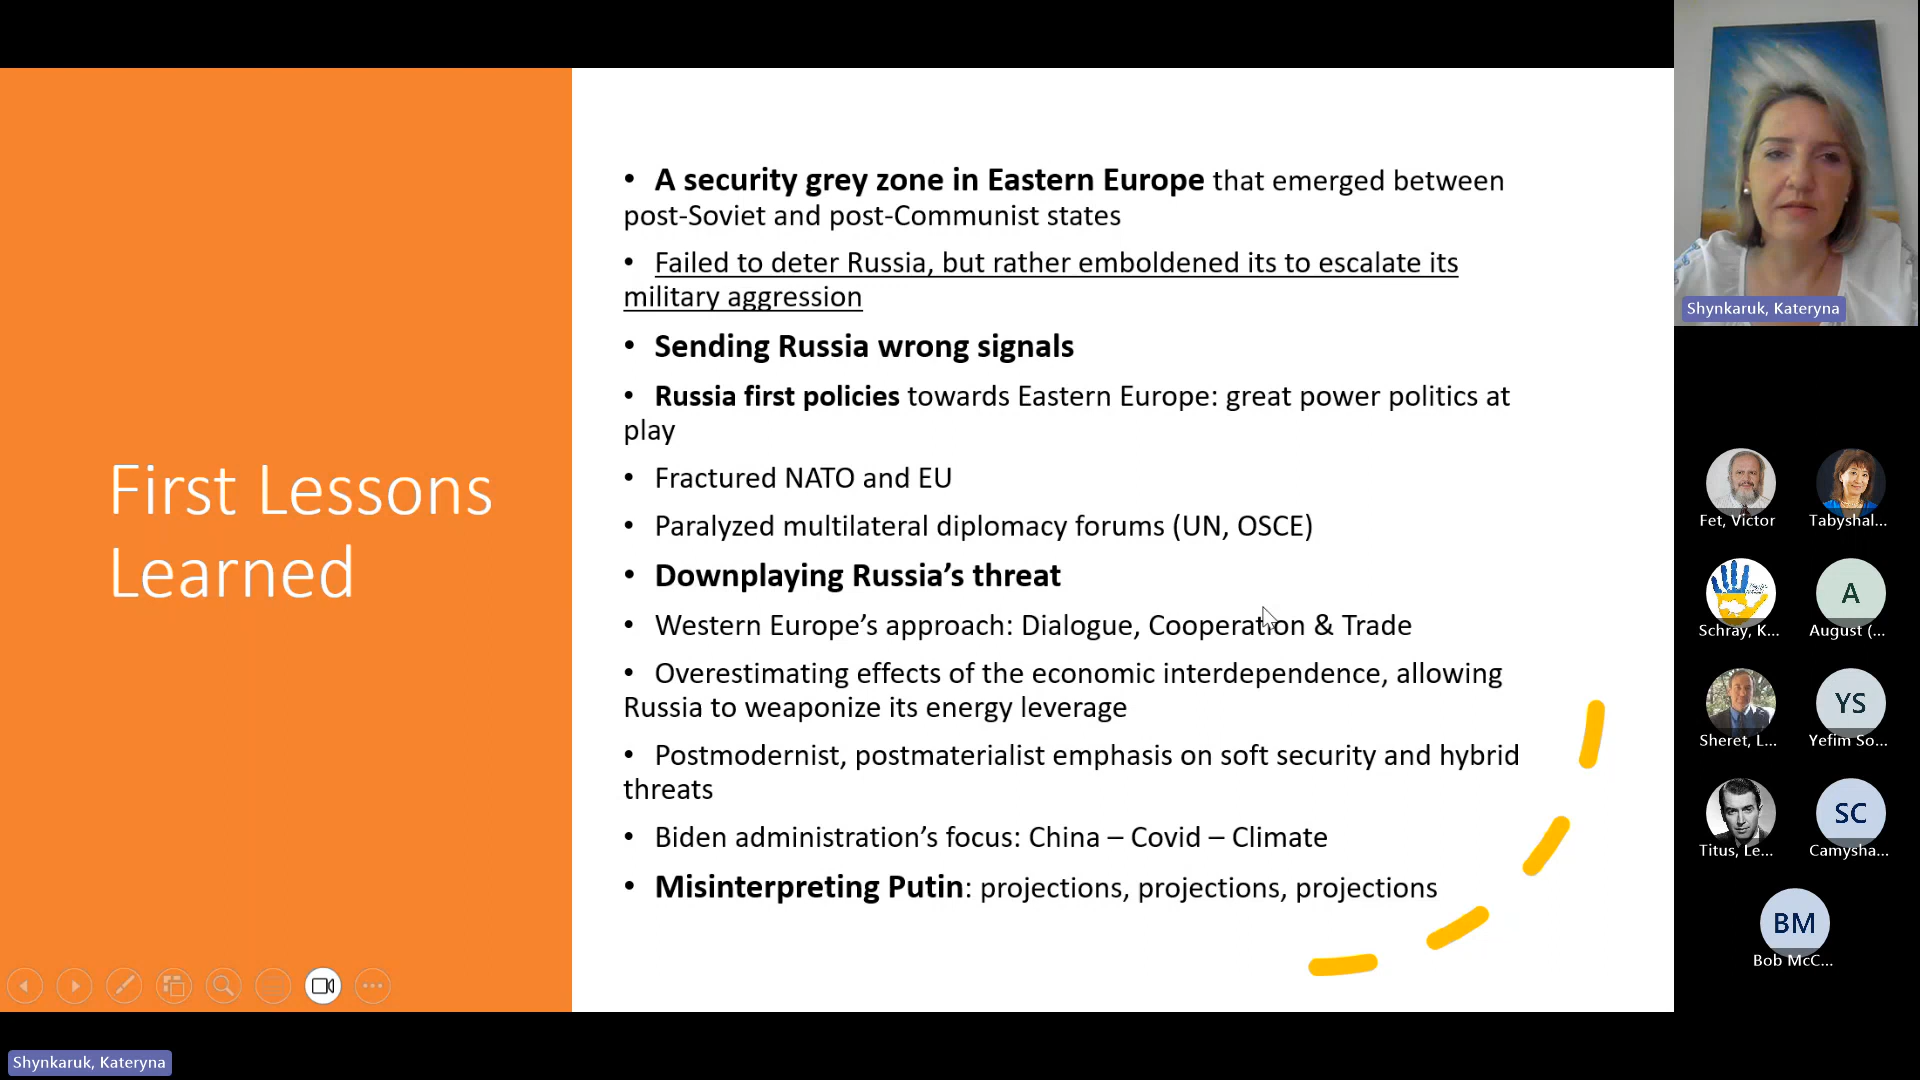 First Lessons
Learned
• A security grey zone in Eastern Europe that emerged between
post-Soviet and post-Communist states
• Failed to deter Russia, but rather emboldened its to escalate its
military aggression
• Sending Russia wrong signals
• Russia first policies towards Eastern Europe: great power politics at
play
• Fractured NATO and EU
• Paralyzed multilateral diplomacy forums (UN, OSCE)
• Downplaying Russia’s threat
• Western Europe’s approach: Dialogue, Cooperation & Trade
• Overestimating effects of the economic interdependence, allowing
Russia to weaponize its energy leverage
• Postmodernist, postmaterialist emphasis on soft security and hybrid
threats
• Biden administration’s focus: China – Covid – Climate
• Misinterpreting Putin: projections, projections, projections
Shynkaruk, Kateryna
Fet, Victor
Tabyshal...
Schray, K...
A
August (...
Sheret, L...
YS
Yefim So...
Titus, Le...
SC
Camysha...
BM
Bob McC...
Shynkaruk, Kateryna